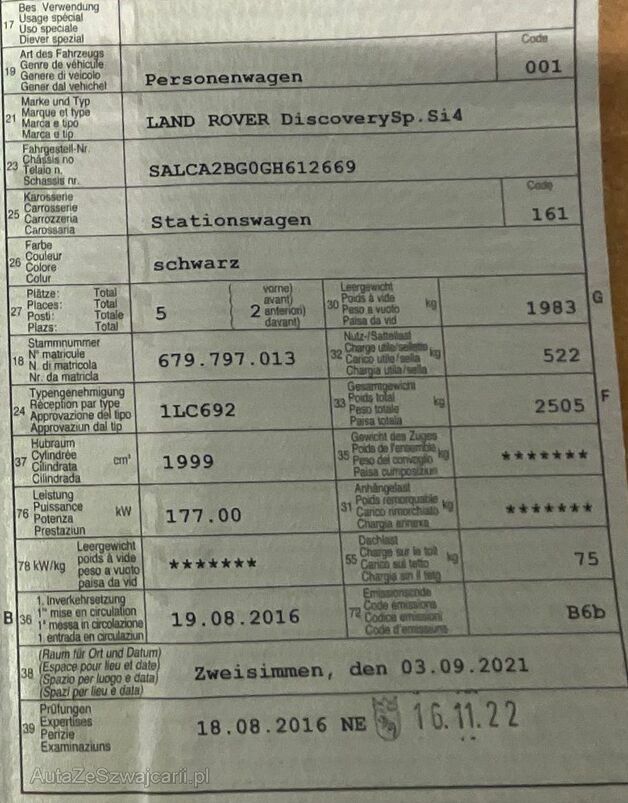 17 Bes. Verwendung
Usage spécial
Uso speciale
Diever spezial
19 Art des Fahrzeugs
Genre de véhicule
Genere di veicolo
Gener dal vehichel
Personenwagen
Code
001
21 Marke und Typ
Marque et type
Marca e tipo
Marca e tip
LAND ROVER DiscoverySp.Si4
23 Fahrgestell-Nr.
Châssis no
Telaio n.
Schassis nr.
SALCA2BG0GH612669
25 Karosserie
Carrosserie
Carrozzeria
Carossaria
Stationswagen
Code
161
26 Farbe
Couleur
Colore
Colur
schwarz
27 Plätze: Total
Places: Total
Posti: Totale
Plazs: Total
5
( vorne)
( avant)
( 2 anteriori)
( davant)
30 Leergewicht
Poids à vide
Peso a vuoto
Paisa da vid
kg
1983
G
18 Stammnummer
N° matricule
N. di matricola
Nr. da matricla
679.797.013
32 Nutz-/Sattellast
Charge utile/sellette
Carico utile/sella
Chargia utila/sella
kg
522
24 Typengenehmigung
Réception par type
Approvazione del tipo
Approvaziun dal tip
1LC692
33 Gesamtgewicht
Poids total
Peso totale
Paisa totala
kg
2505
F
37 Hubraum
Cylindrée
Cilindrata
Cilindrada
cm³
1999
35 Gewicht des Zuges
Poids de l'ensemble
Peso del convoglio
Paisa cumposiziun
kg
*******
76 Leistung
Puissance
Potenza
Prestaziun
kW
177.00
31 Anhängelast
Poids remorquable
Carico rimorchiato
Chargia annexa
kg
*******
78 kW/kg Leergewicht
poids à vide
peso a vuoto
paisa da vid
*******
55 Dachlast
Charge sur le toit
Carico sul tetto
Chargia sin il tetg
kg
75
B 36 1. Inverkehrsetzung
1re mise en circulation
1a messa in circolazione
1 entrada en circulaziun
19.08.2016
72 Emissionscode
Code émissions
Codice emissioni
Code d'emissiuns
B6b
38 (Raum für Ort und Datum)
(Espace pour lieu et date)
(Spazio per luogo e data)
(Spazi per lieu e data)
Zweisimmen, den 03.09.2021
39 Prüfungen
Expertises
Perizie
Examinaziuns
18.08.2016 NE 16.11.22
AutaZeSzwajcarii.pl